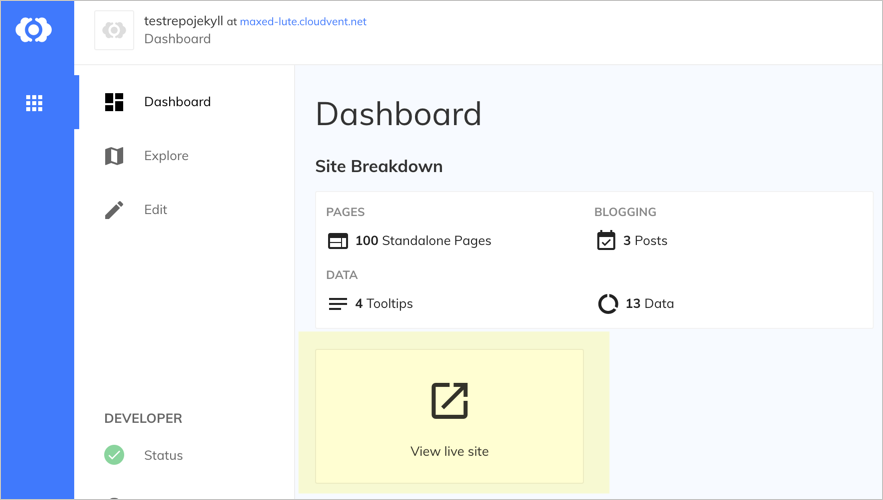 testrepojekyll at maxed-lute.cloudvent.net
Dashboard
Dashboard
Explore
Edit
DEVELOPER
Status
Dashboard
Site Breakdown
PAGES
100 Standalone Pages
BLOGGING
3 Posts
DATA
4 Tooltips
13 Data
View live site